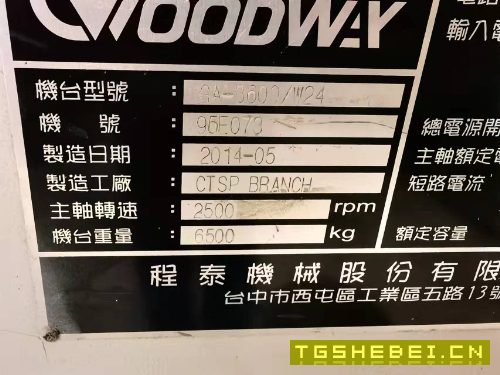 WOODWAY
機台型號 : GA-3600/W24
機號 : 95E073
製造日期 : 2014-05
製造工廠 : CTSP BRANCH
主軸轉速 : 2500 rpm
機台重量 : 6500 kg
輸入電
總電源開
主軸額定電
短路電流
額定容量
程泰機械股份有限
台中市西屯區工業區五路13號
TGSHEBEI.CN